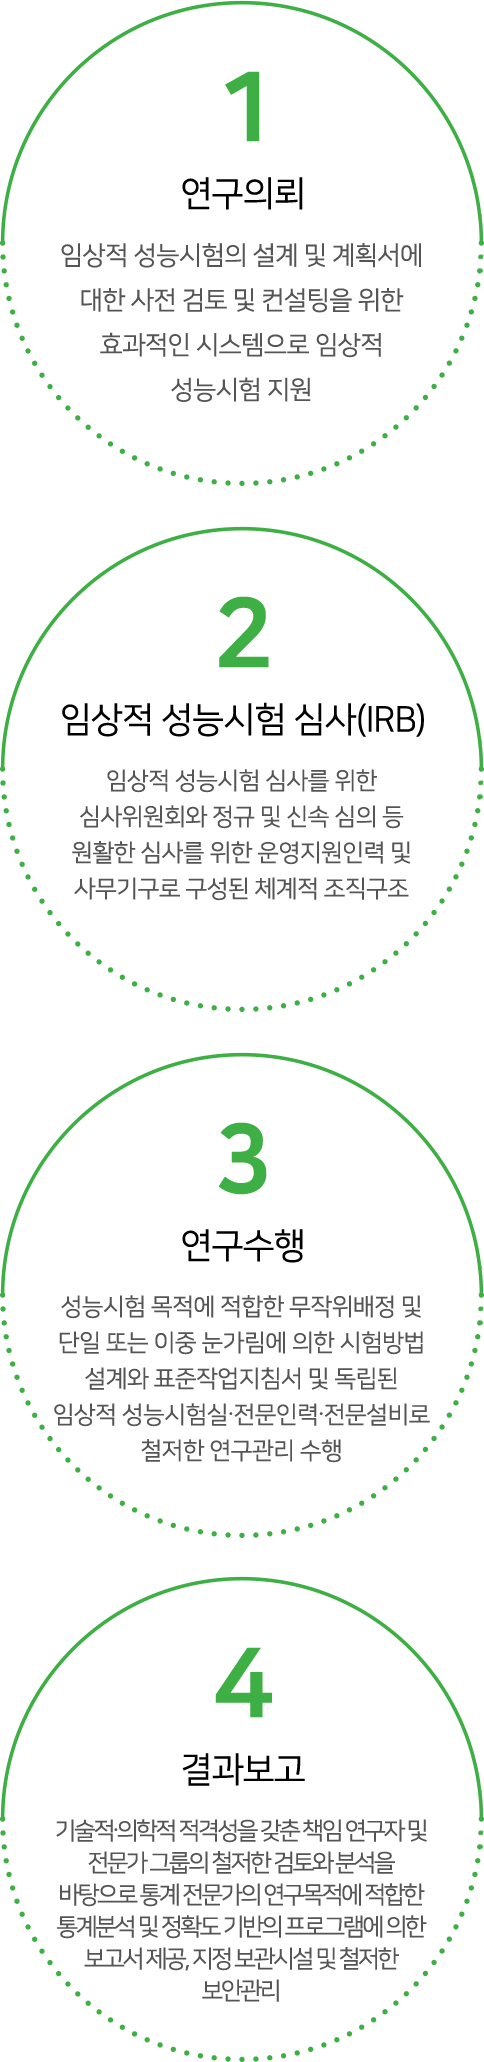 1
연구의뢰
임상적 성능시험의 설계 및 계획서에
대한 사전 검토 및 컨설팅을 위한
효과적인 시스템으로 임상적
성능시험 지원
2
임상적 성능시험 심사(IRB)
임상적 성능시험 심사를 위한
심사위원회와 정규 및 신속 심의 등
원활한 심사를 위한 운영지원인력 및
사무기구로 구성된 체계적 조직구조
3
연구수행
성능시험 목적에 적합한 무작위배정 및
단일 또는 이중 눈가림에 의한 시험방법
설계와 표준작업지침서 및 독립된
임상적 성능시험실·전문인력·전문설비로
철저한 연구관리 수행
4
결과보고
기술적·의학적 적격성을 갖춘 책임 연구자 및
전문가 그룹의 철저한 검토와 분석을
바탕으로 통계 전문가의 연구목적에 적합한
통계분석 및 정확도 기반의 프로그램에 의한
보고서 제공, 지정 보관시설 및 철저한
보안관리